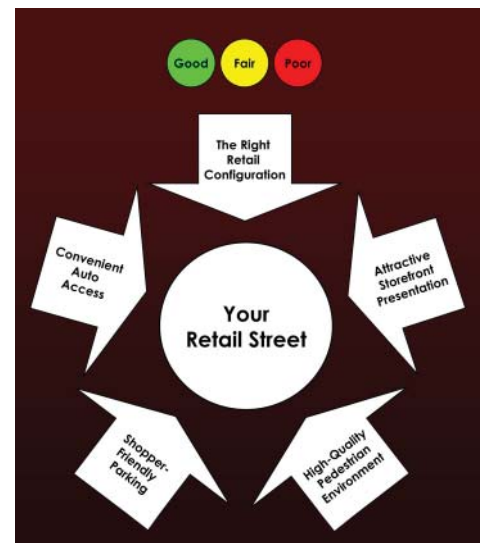 Good Fair Poor
The Right
Retail
Configuration
Convenient
Auto
Access
Attractive
Storefront
Presentation
Your
Retail Street
Shopper-
Friendly
Parking
High-Quality
Pedestrian
Environment